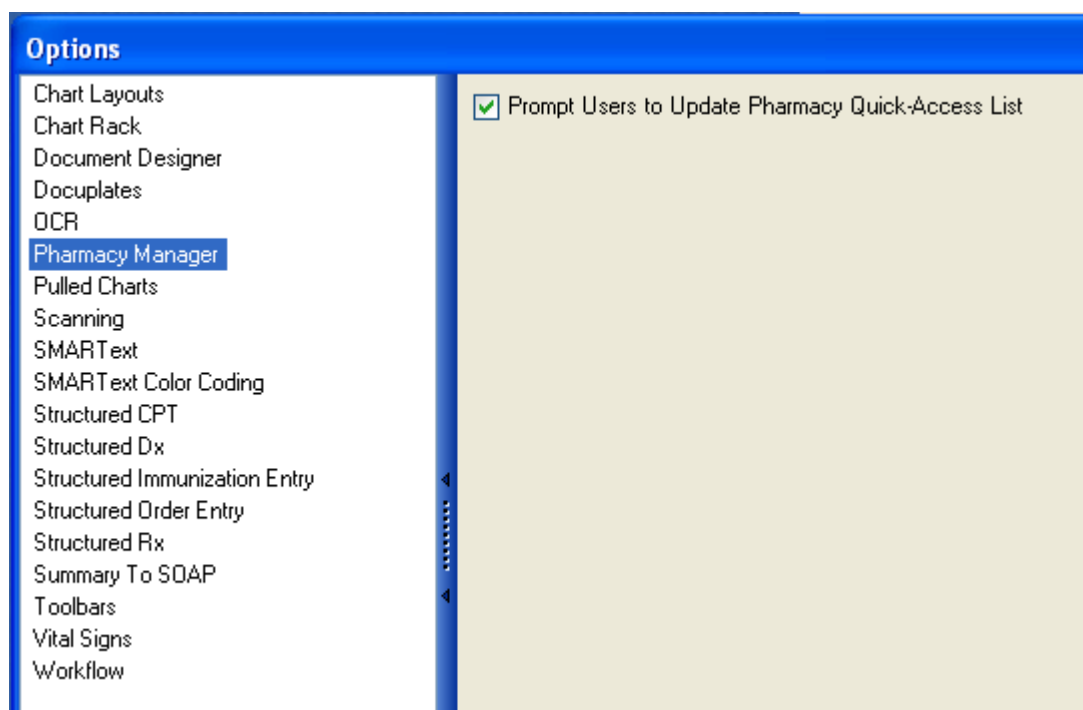 Options
Chart Layouts
Chart Rack
Document Designer
Docuplates
OCR
Pharmacy Manager
Pulled Charts
Scanning
SMARText
SMARText Color Coding
Structured CPT
Structured Dx
Structured Immunization Entry
Structured Order Entry
Structured Rx
Summary To SOAP
Toolbars
Vital Signs
Workflow
Prompt Users to Update Pharmacy Quick-Access List